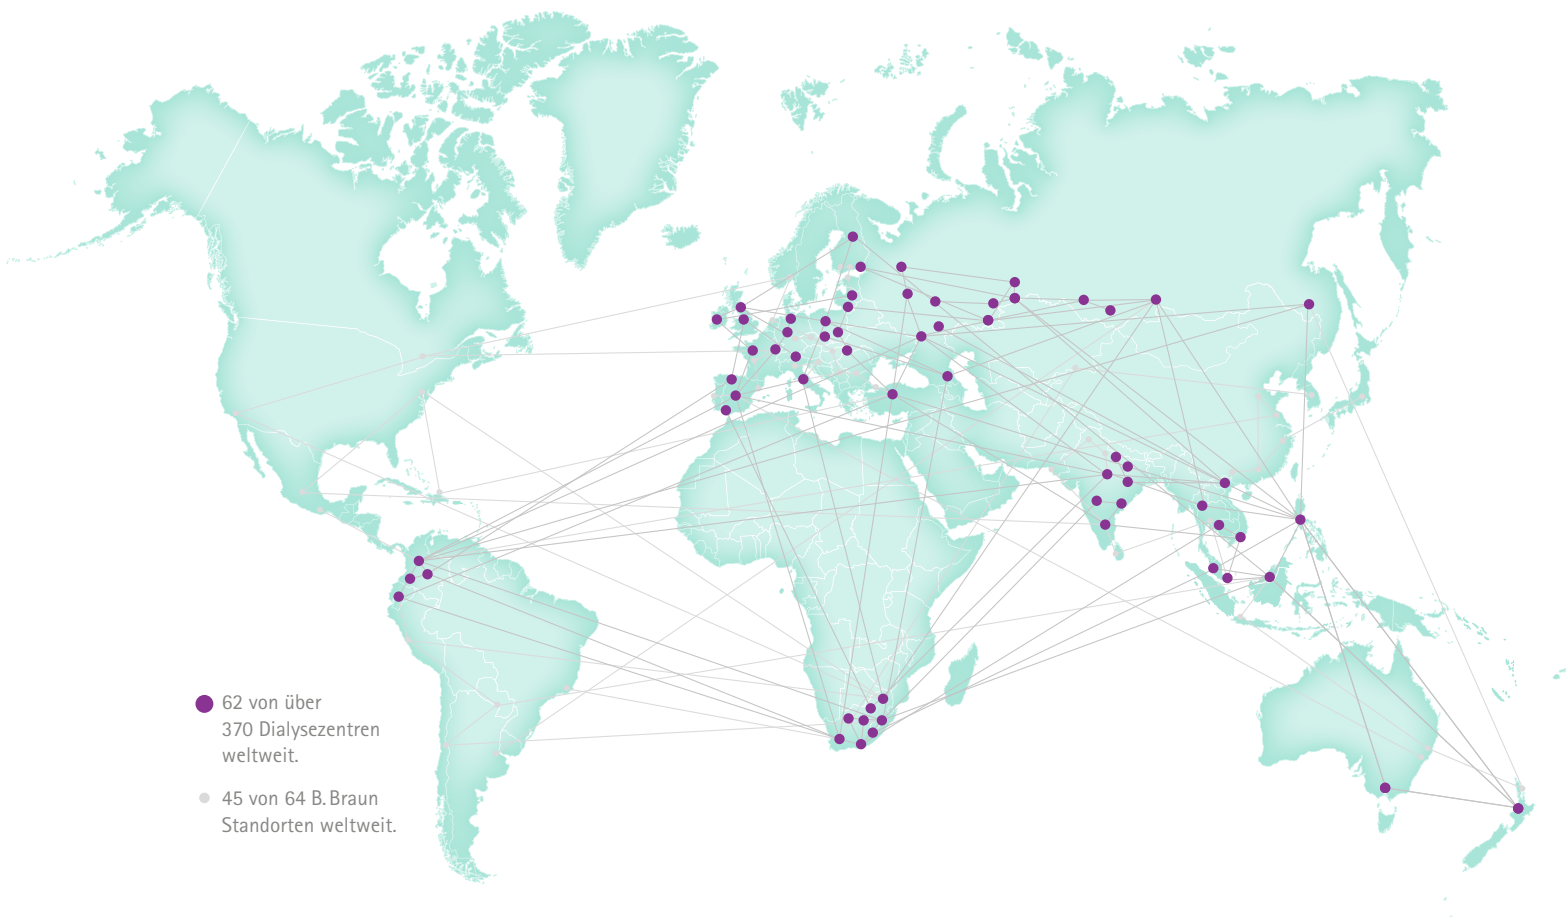 62 von über
370 Dialysezentren
weltweit.
45 von 64 B. Braun
Standorten weltweit.